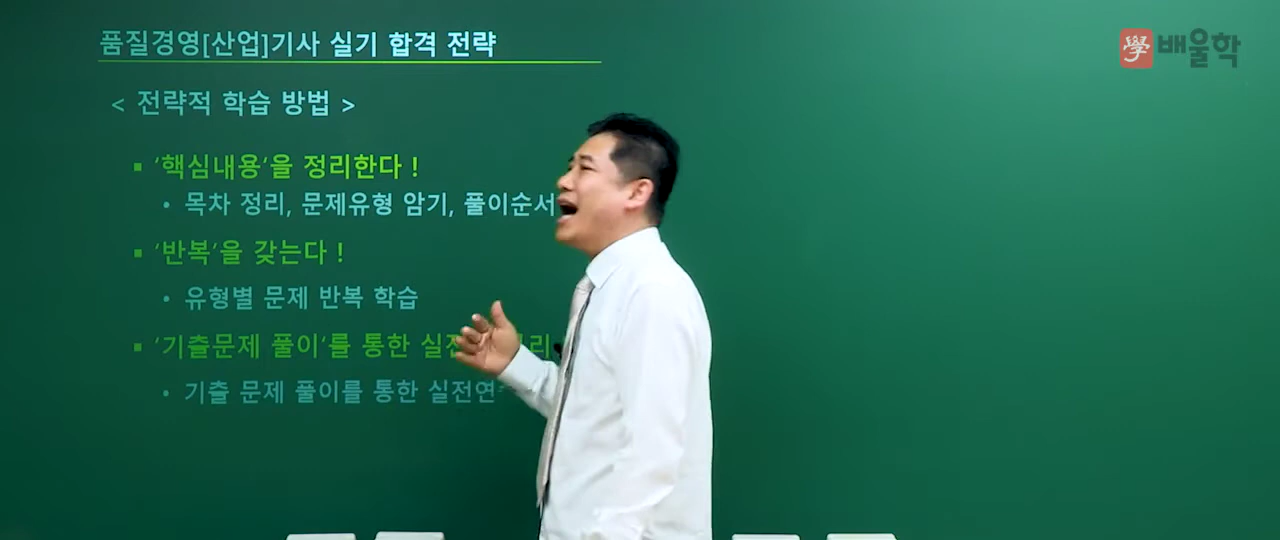 품질경영[산업]기사 실기 합격 전략
學 배울학
< 전략적 학습 방법 >
▪ ‘핵심내용‘을 정리한다 !
• 목차 정리, 문제유형 암기, 풀이순서
▪ ‘반복‘을 갖는다 !
• 유형별 문제 반복 학습
▪ ‘기출문제 풀이‘를 통한 리
• 기출 문제 풀이를 통한 실전연